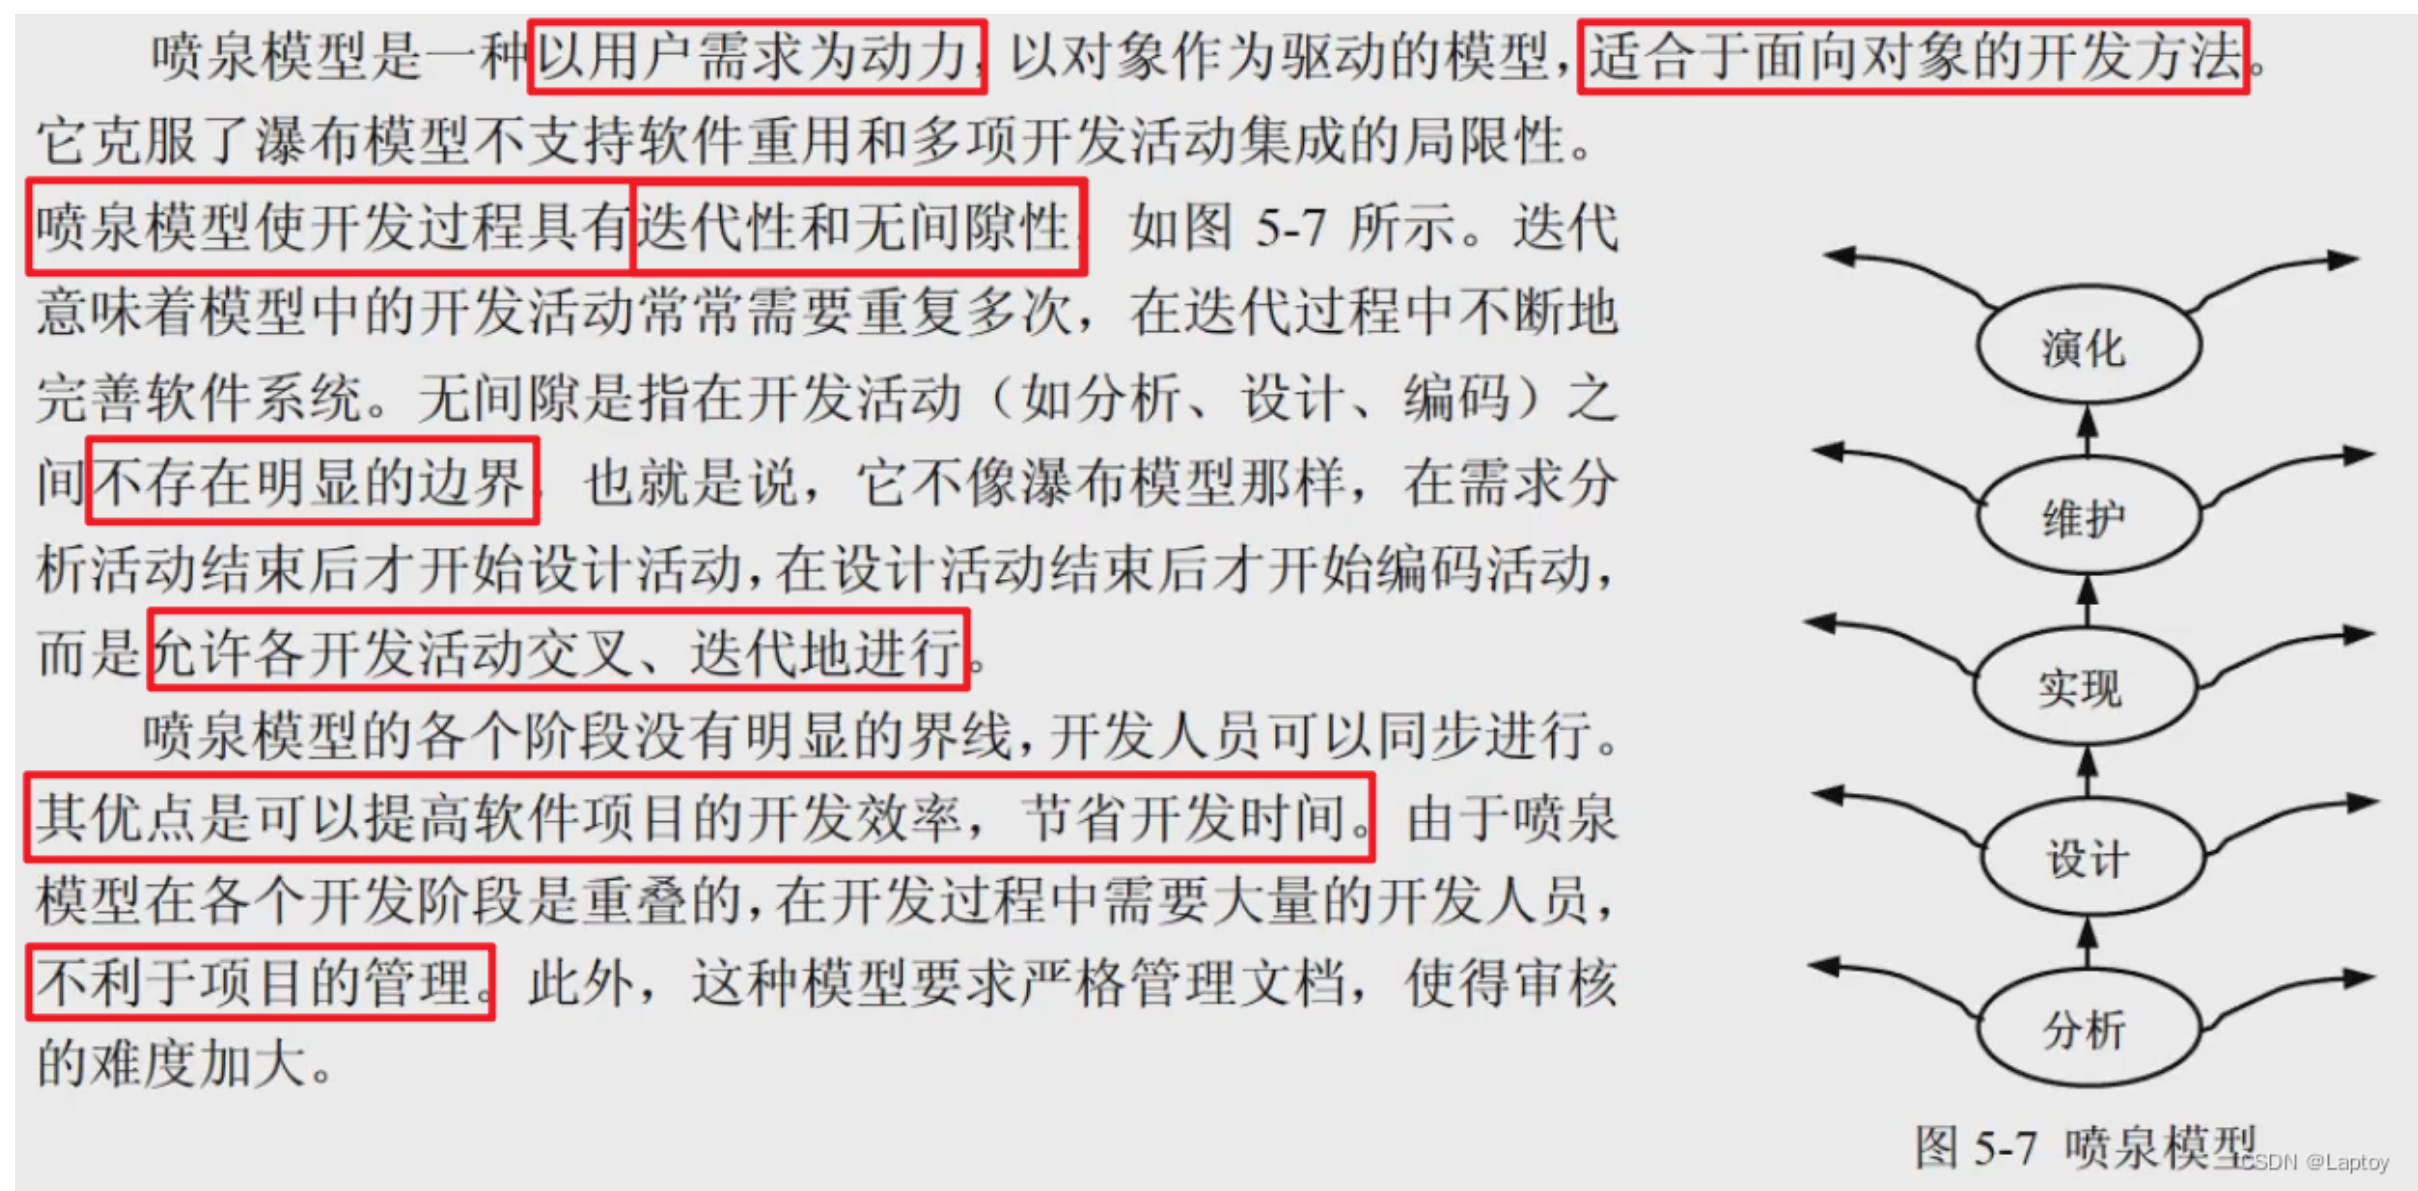 喷泉模型是一种以用户需求为动力，以对象作为驱动的模型，适合于面向对象的开发方法。
它克服了瀑布模型不支持软件重用和多项开发活动集成的局限性。
喷泉模型使开发过程具有迭代性和无间隙性，如图 5-7 所示。迭代
意味着模型中的开发活动常常需要重复多次，在迭代过程中不断地
完善软件系统。无间隙是指在开发活动（如分析、设计、编码）之
间不存在明显的边界，也就是说，它不像瀑布模型那样，在需求分
析活动结束后才开始设计活动，在设计活动结束后才开始编码活动，
而是允许各开发活动交叉、迭代地进行。
喷泉模型的各个阶段没有明显的界线，开发人员可以同步进行。
其优点是可以提高软件项目的开发效率，节省开发时间。由于喷泉
模型在各个开发阶段是重叠的，在开发过程中需要大量的开发人员，
不利于项目的管理。此外，这种模型要求严格管理文档，使得审核
的难度加大。
演化
维护
实现
设计
分析
图 5-7 喷泉模型
CSDN @Laptoy